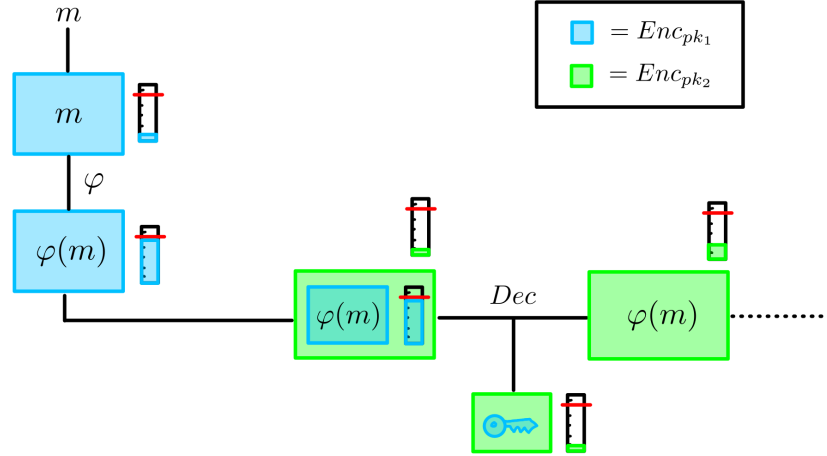 m
= Enc_{pk_1}
= Enc_{pk_2}
m
φ
φ(m)
φ(m)
Dec
φ(m)